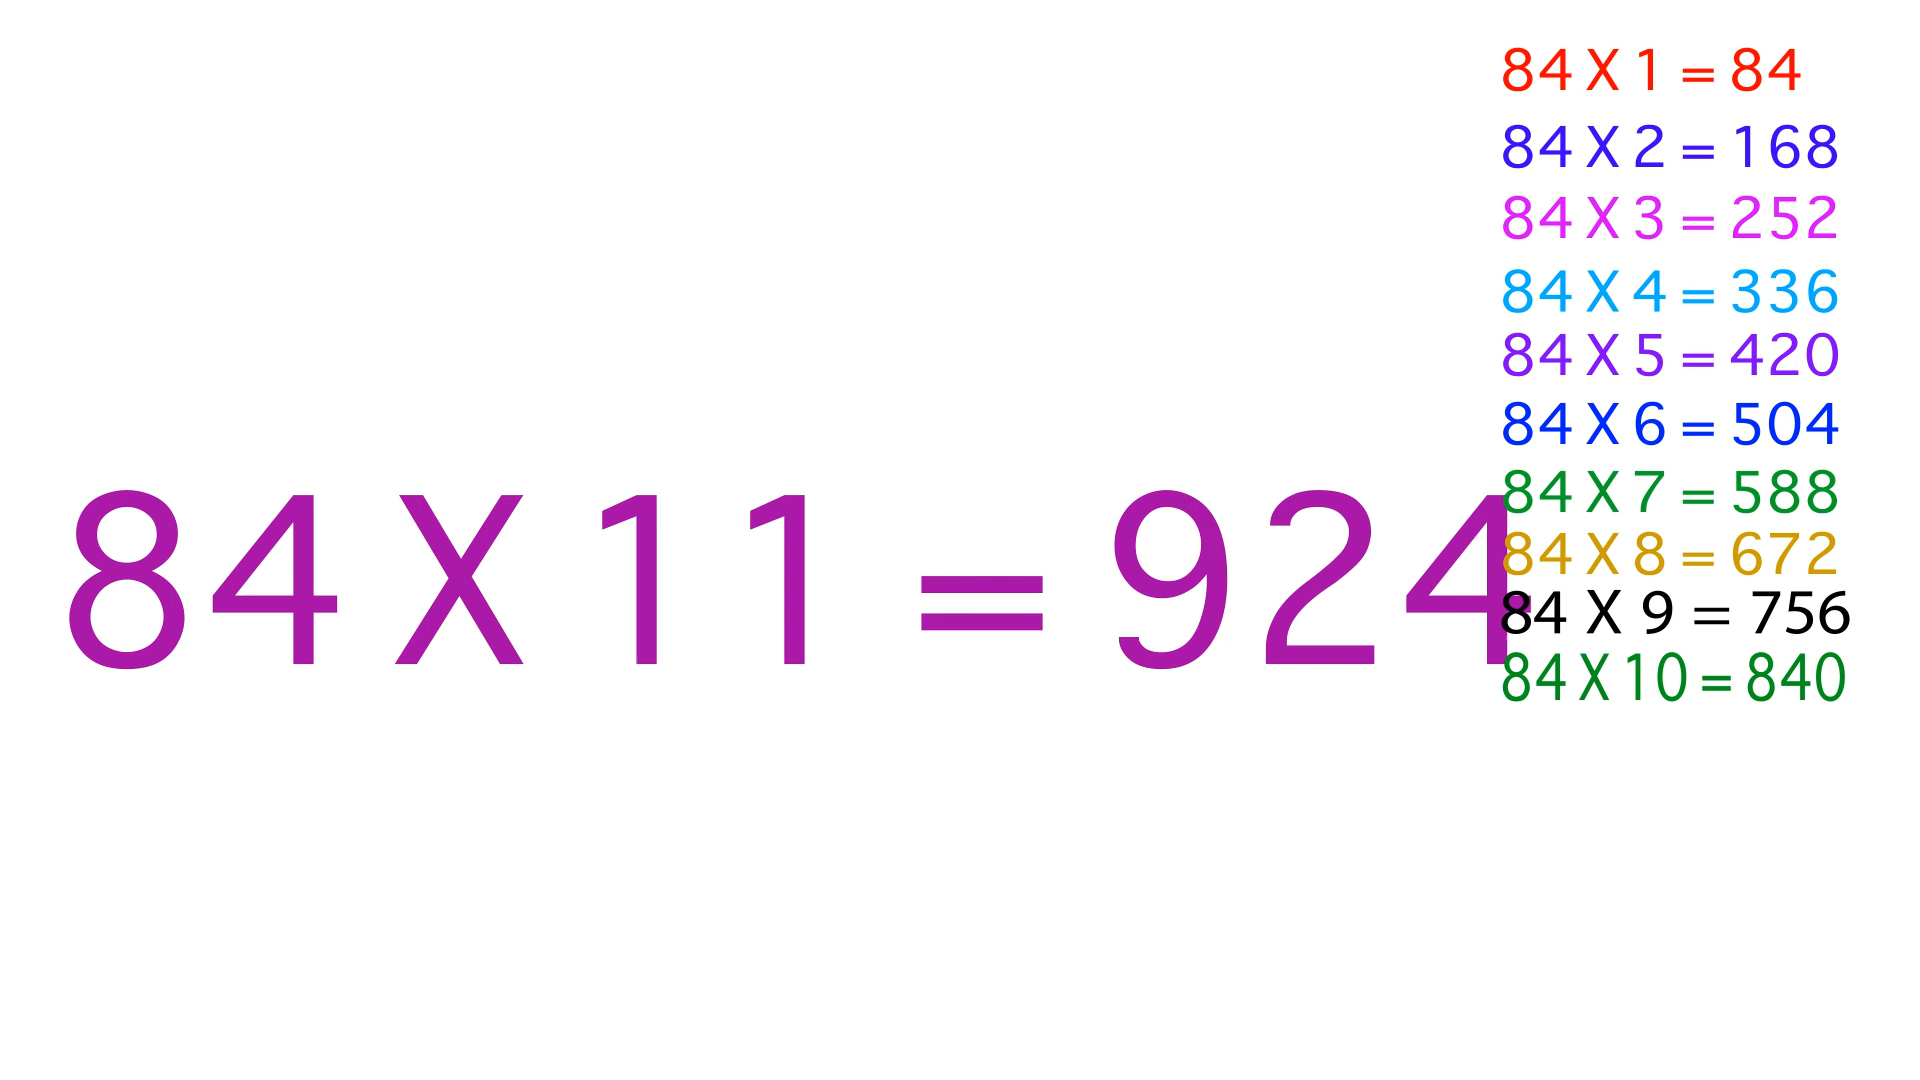 84 X 1 = 84
84 X 2 = 168
84 X 3 = 252
84 X 4 = 336
84 X 5 = 420
84 X 6 = 504
84 X 7 = 588
84 X 8 = 672
84 X 9 = 756
84 X 10 = 840
84 X 11 = 924